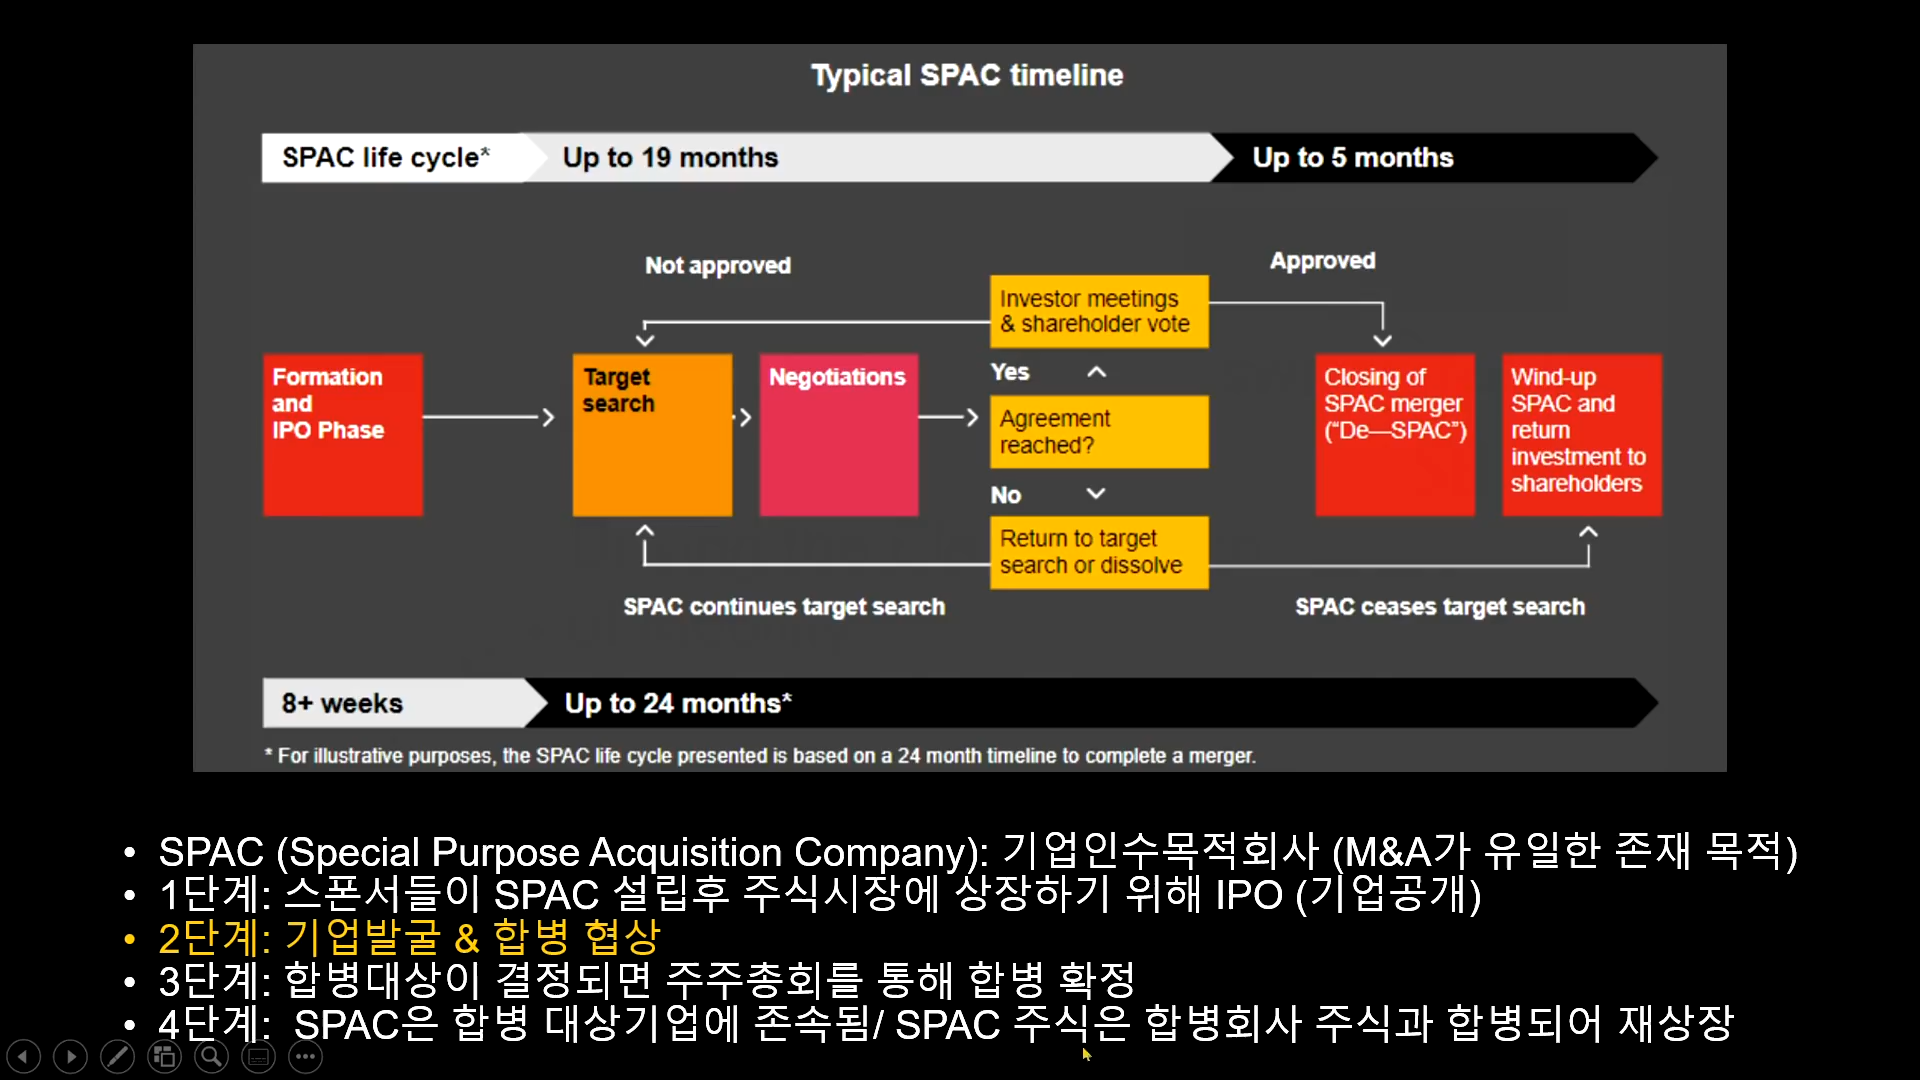 Typical SPAC timeline
SPAC life cycle*
Up to 19 months
Up to 5 months
Not approved
Approved
Investor meetings
& shareholder vote
Formation
and
IPO Phase
Target
search
Negotiations
Yes
Agreement
reached?
No
Return to target
search or dissolve
Closing of
SPAC merger
(“De—SPAC”)
Wind-up
SPAC and
return
investment to
shareholders
SPAC continues target search
SPAC ceases target search
8+ weeks
Up to 24 months*
* For illustrative purposes, the SPAC life cycle presented is based on a 24 month timeline to complete a merger.
• SPAC (Special Purpose Acquisition Company): 기업인수목적회사 (M&A가 유일한 존재 목적)
• 1단계: 스폰서들이 SPAC 설립후 주식시장에 상장하기 위해 IPO (기업공개)
• 2단계: 기업발굴 & 합병 협상
• 3단계: 합병대상이 결정되면 주주총회를 통해 합병 확정
• 4단계: SPAC은 합병 대상기업에 존속됨/ SPAC 주식은 합병회사 주식과 합병되어 재상장